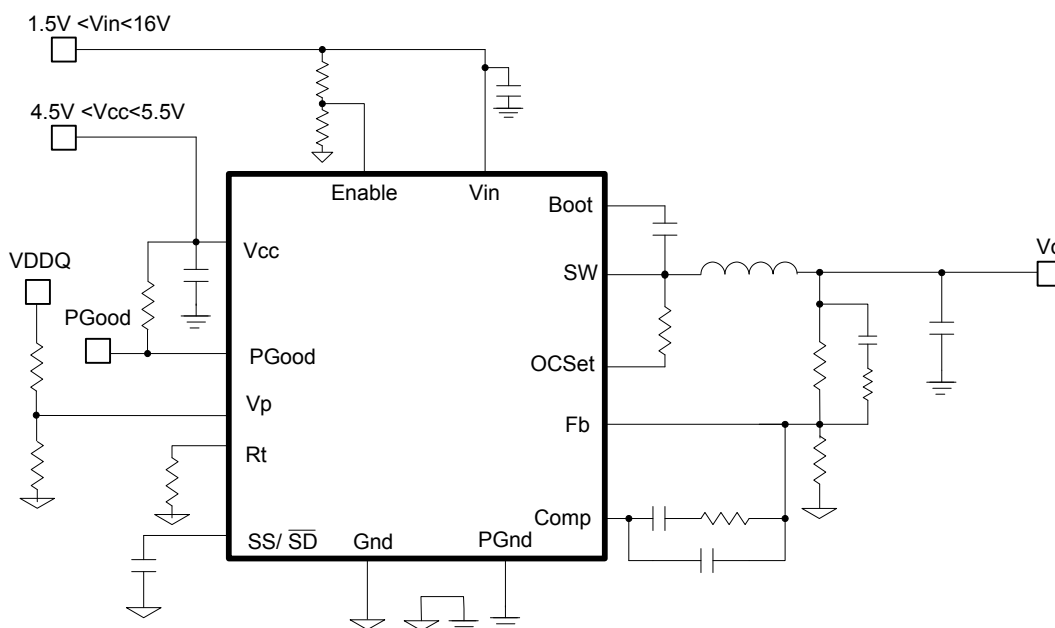 1.5V <Vin<16V
4.5V <Vcc<5.5V
Enable
Vin
Boot
Vcc
SW
VDDQ
PGood
PGood
OCSet
Vp
Fb
Rt
Comp
SS/ SD
Gnd
PGnd